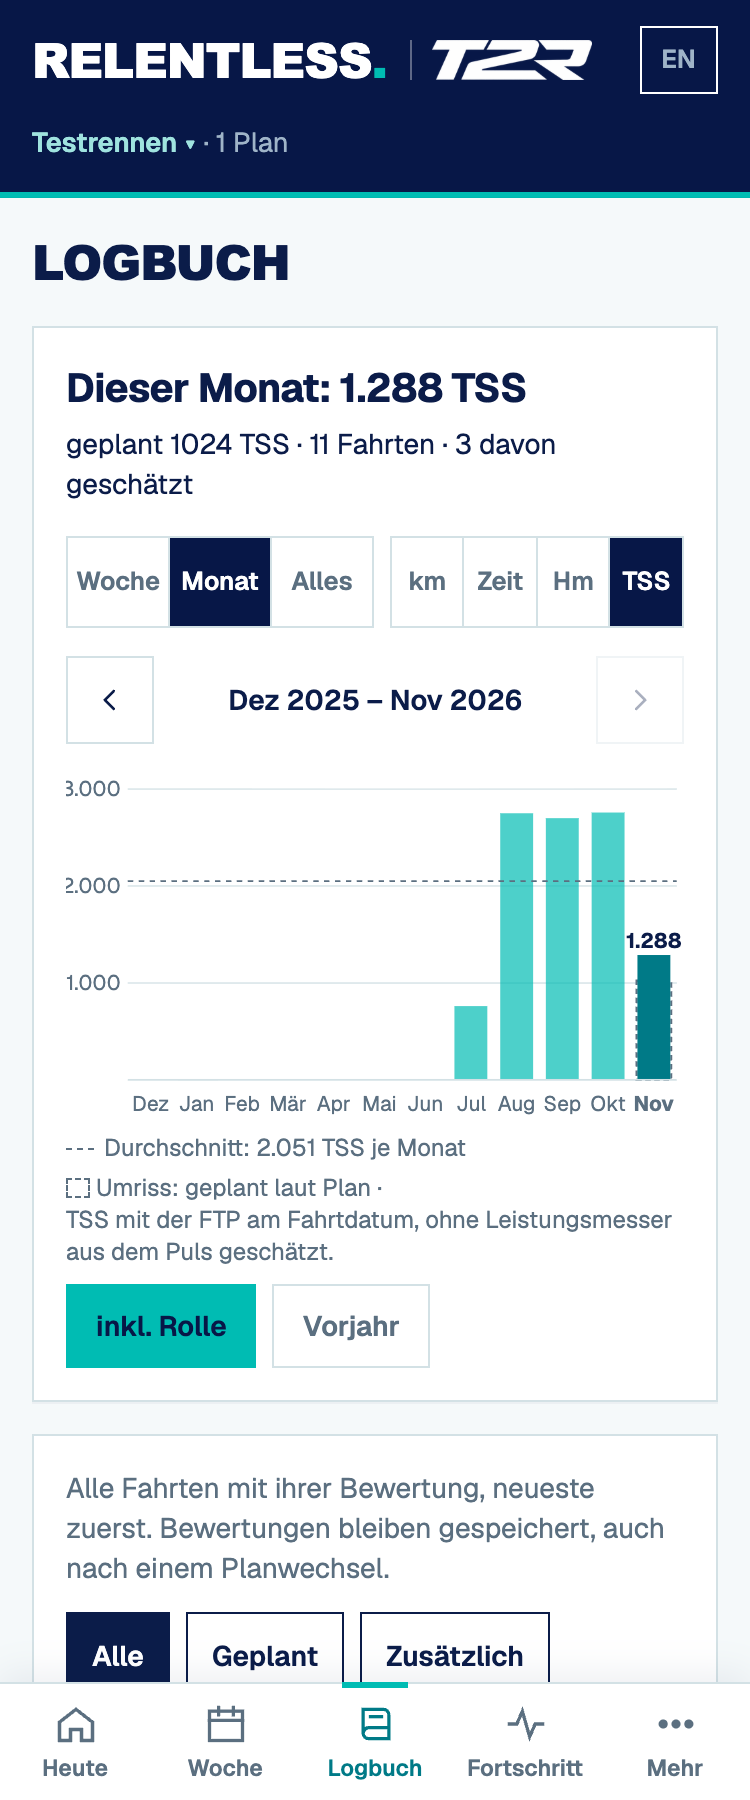 RELENTLESS. T2R EN
Testrennen ▾ · 1 Plan
LOGBUCH
Dieser Monat: 1.288 TSS
geplant 1024 TSS · 11 Fahrten · 3 davon
geschätzt
Woche Monat Alles km Zeit Hm TSS
Dez 2025 – Nov 2026
3.000
2.000
1.288
1.000
Dez Jan Feb Mär Apr Mai Jun Jul Aug Sep Okt Nov
Durchschnitt: 2.051 TSS je Monat
Umriss: geplant laut Plan ·
TSS mit der FTP am Fahrtdatum, ohne Leistungsmesser
aus dem Puls geschätzt.
inkl. Rolle Vorjahr
Alle Fahrten mit ihrer Bewertung, neueste
zuerst. Bewertungen bleiben gespeichert, auch
nach einem Planwechsel.
Alle Geplant Zusätzlich
Heute Woche Logbuch Fortschritt Mehr